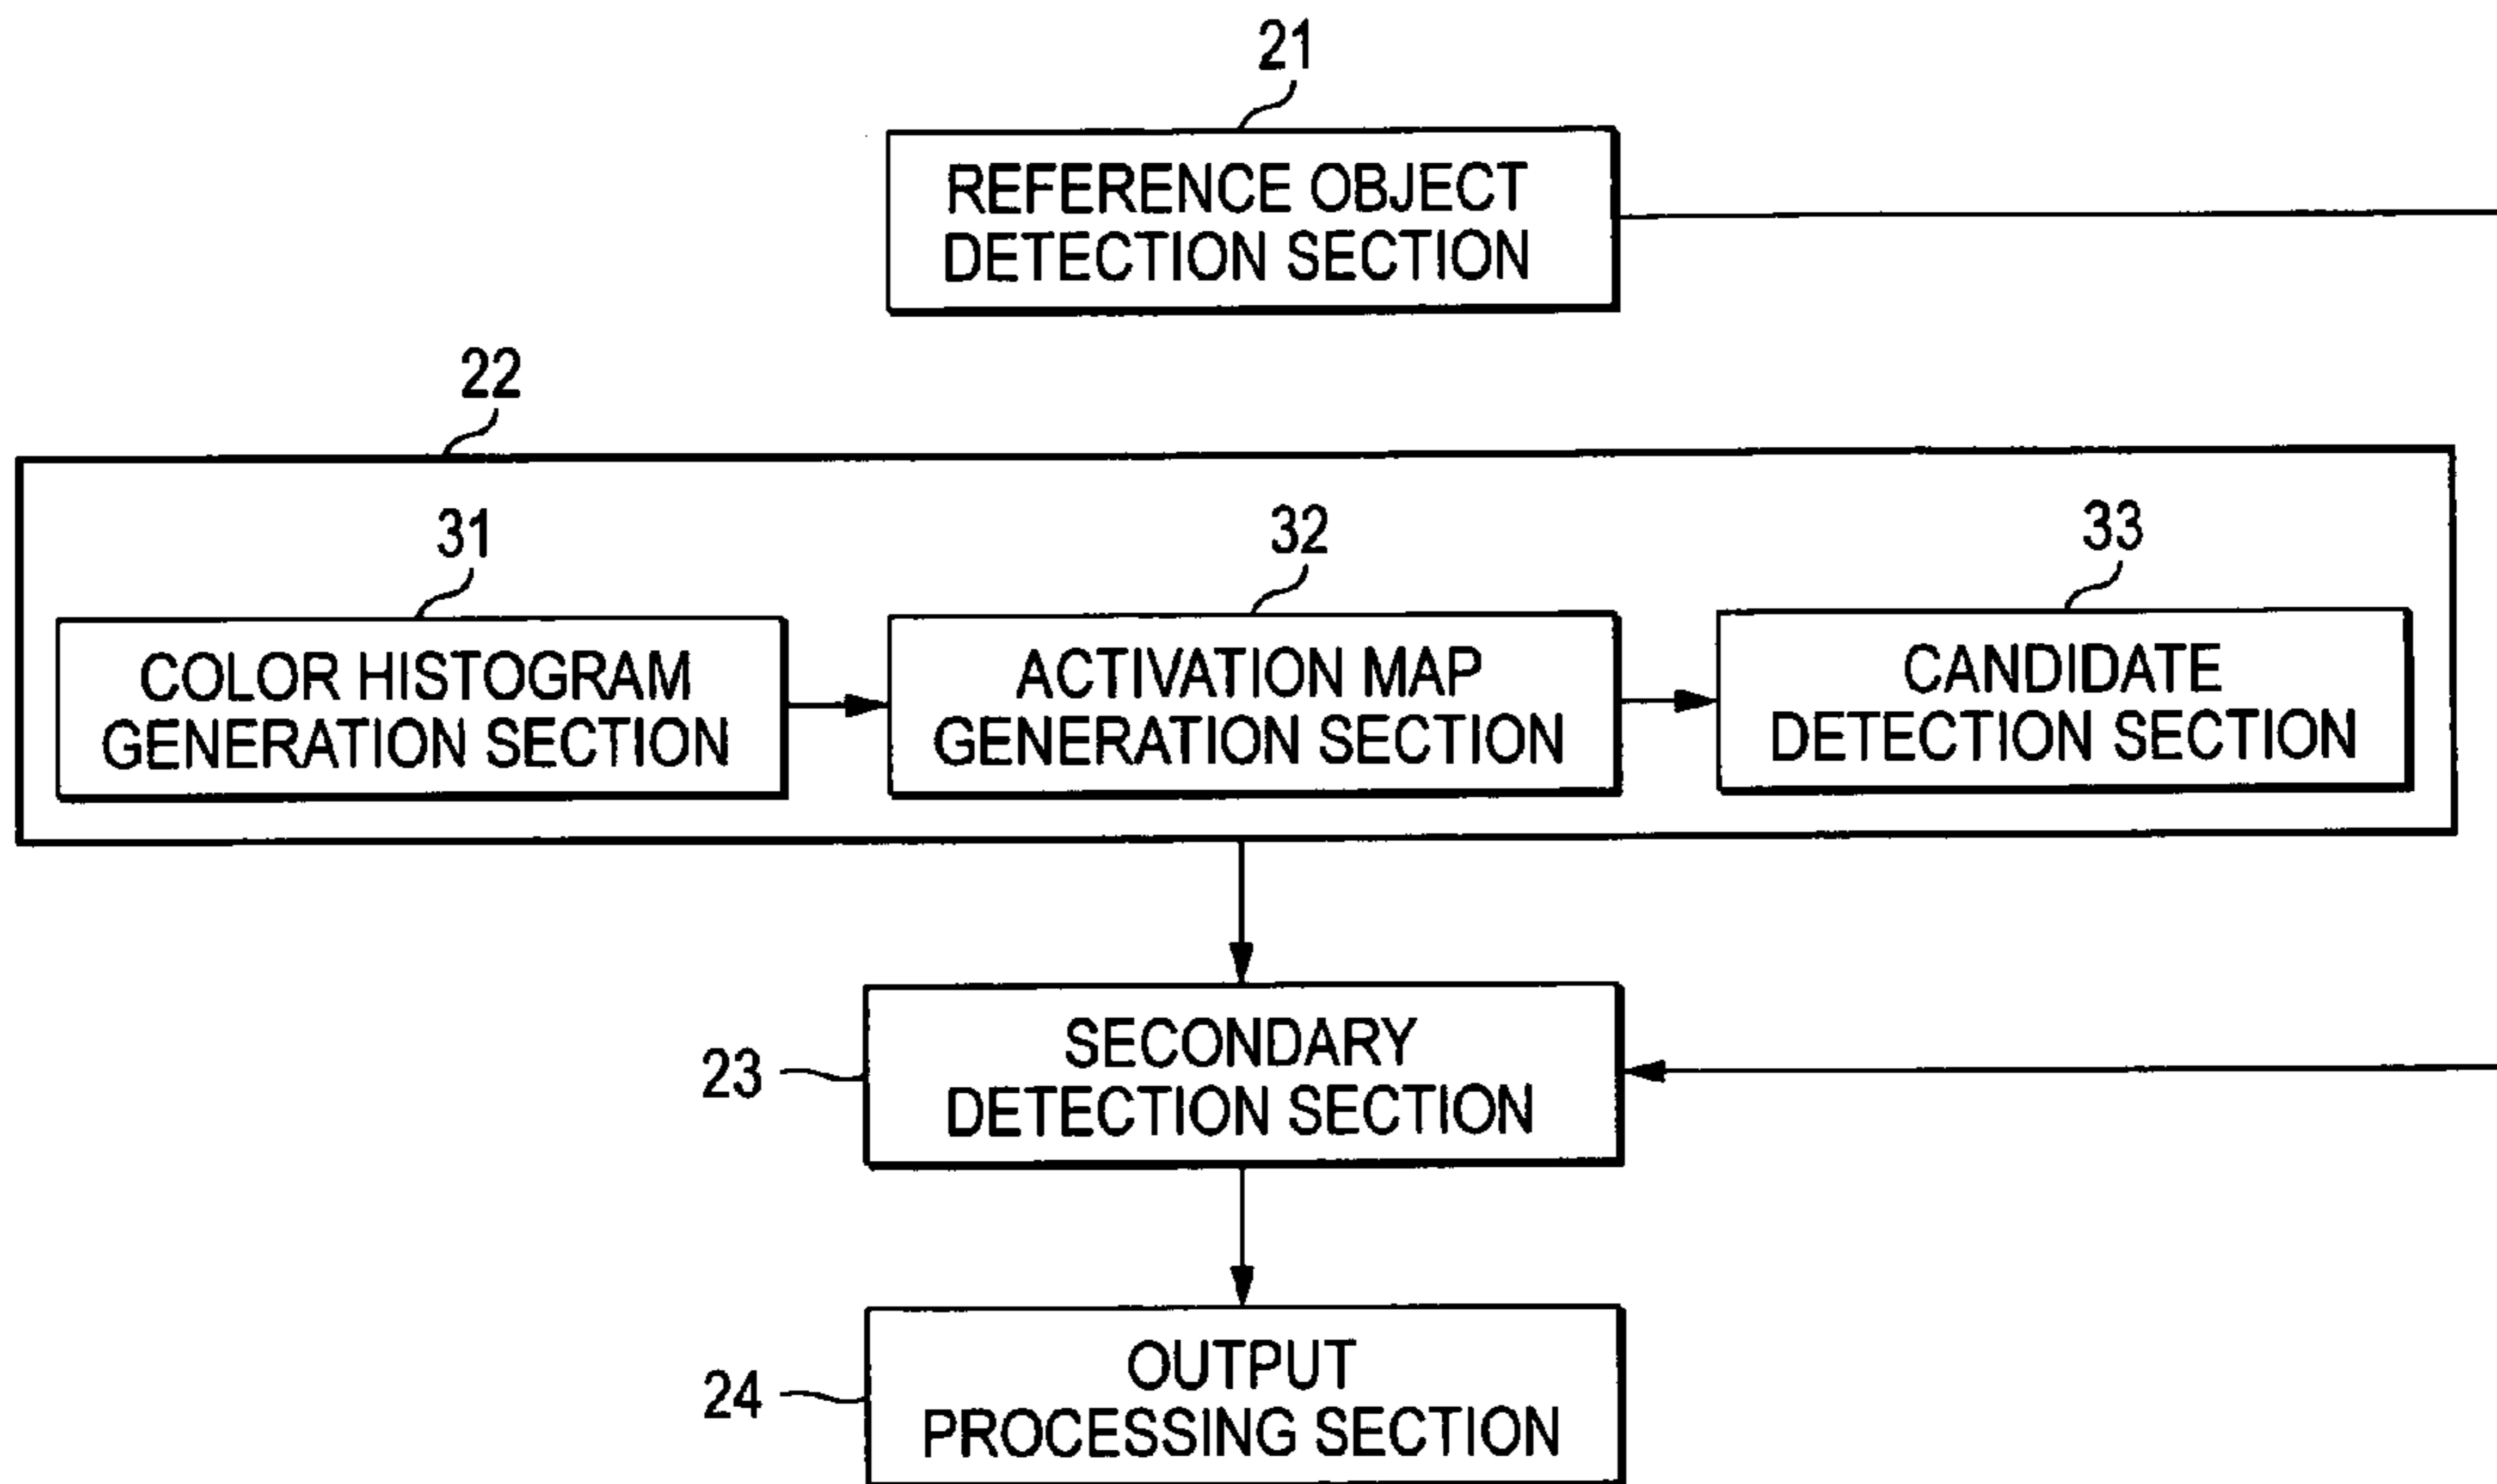 21
REFERENCE OBJECT
DETECTION SECTION
22
31
32
33
COLOR HISTOGRAM
GENERATION SECTION
ACTIVATION MAP
GENERATION SECTION
CANDIDATE
DETECTION SECTION
23
SECONDARY
DETECTION SECTION
24
OUTPUT
PROCESSING SECTION